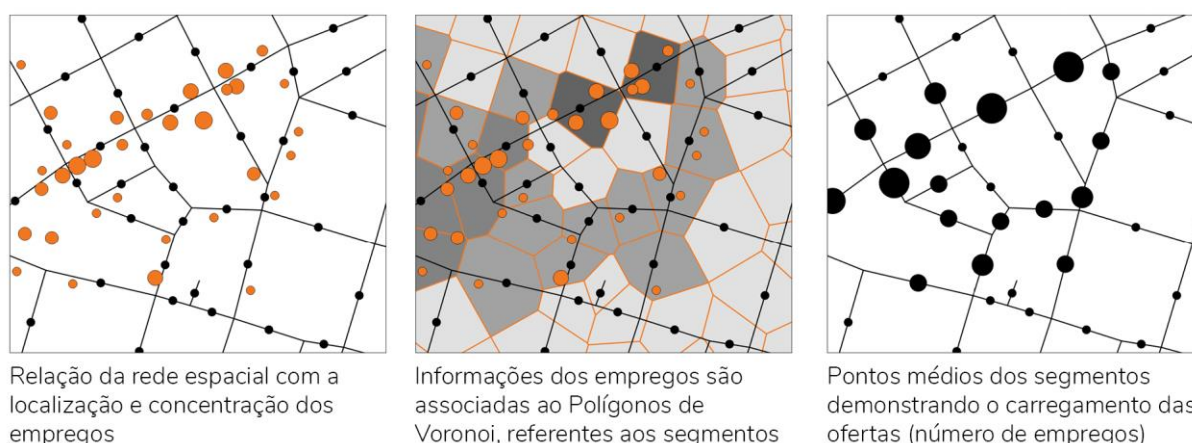 Relação da rede espacial com a
localização e concentração dos
empregos
Informações dos empregos são
associadas ao Polígonos de
Voronoi, referentes aos segmentos
Pontos médios dos segmentos
demonstrando o carregamento das
ofertas (número de empregos)